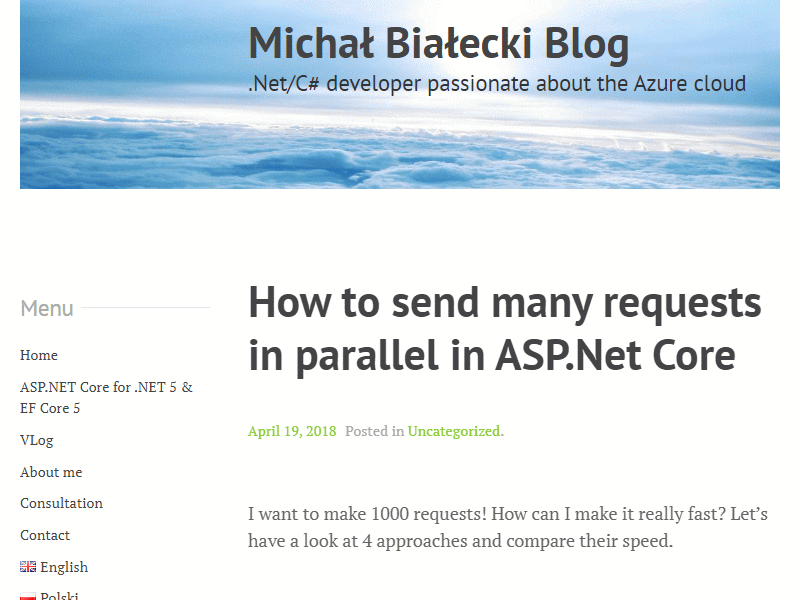 Michał Białecki Blog
.Net/C# developer passionate about the Azure cloud
Menu
Home
ASP.NET Core for .NET 5 &
EF Core 5
VLog
About me
Consultation
Contact
English
Polski
How to send many requests
in parallel in ASP.Net Core
April 19, 2018 Posted in Uncategorized.
I want to make 1000 requests! How can I make it really fast? Let’s
have a look at 4 approaches and compare their speed.